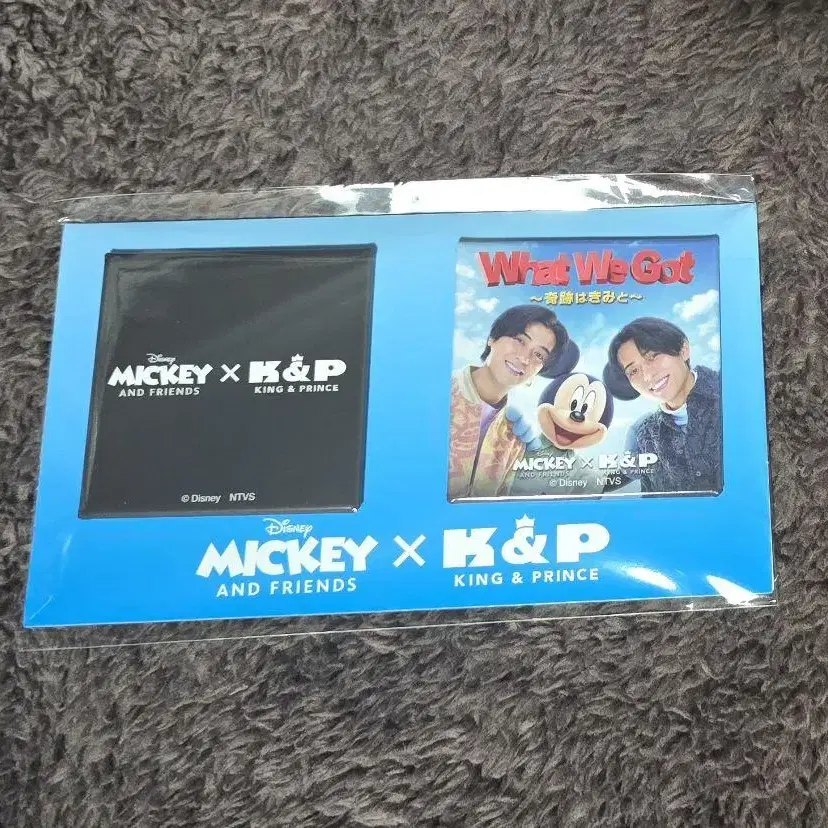 Disney
MICKEY × K&P
AND FRIENDS KING & PRINCE
© Disney NTVS
What We Got
～奇跡はきみと～
Disney
MICKEY × K&P
AND FRIENDS KING & PRINCE
© Disney NTVS
Disney
MICKEY × K&P
AND FRIENDS KING & PRINCE